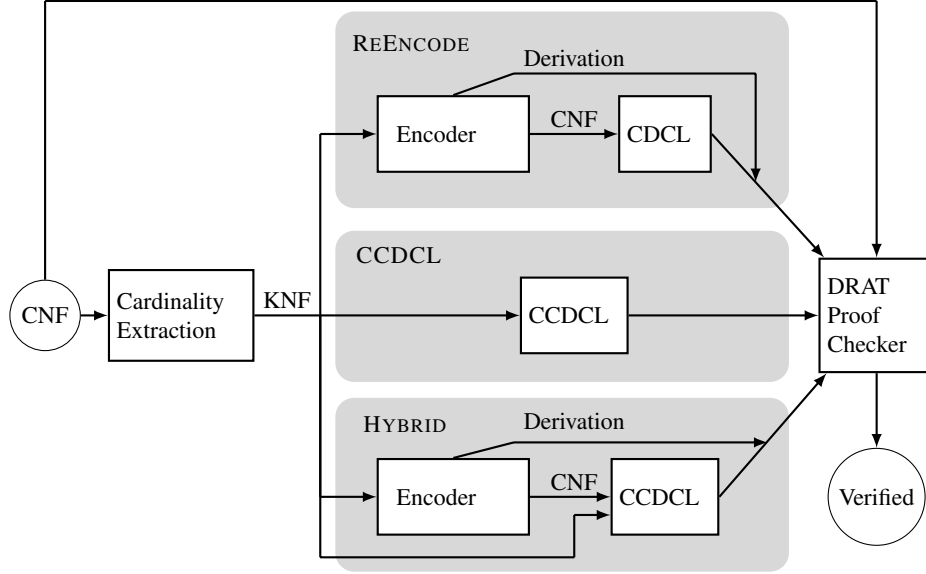 REENCODE
Derivation
Encoder
CNF
CDCL
CCDCL
CNF
Cardinality
Extraction
KNF
CCDCL
DRAT
Proof
Checker
HYBRID
Derivation
Encoder
CNF
CCDCL
Verified